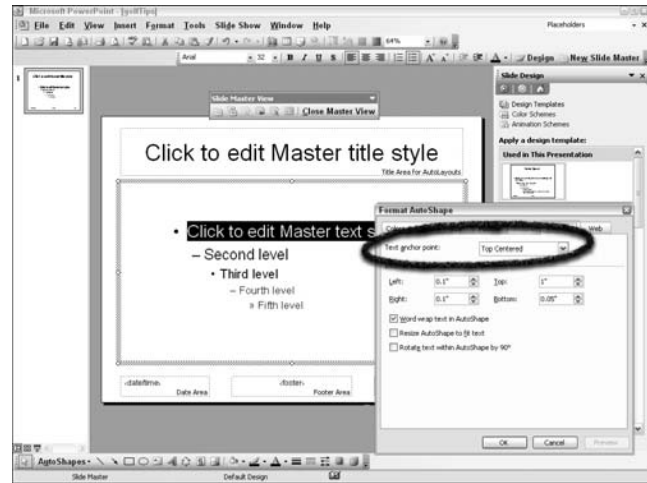 Microsoft PowerPoint - [golfTips]
File Edit View Insert Format Tools Slide Show Window Help
Placeholders
64%
Arial 32 B I U S Design New Slide Master
1
Slide Design
Design Templates
Color Schemes
Animation Schemes
Apply a design template:
Used in This Presentation
Slide Master View
Close Master View
Click to edit Master title style
Title Area for AutoLayouts
• Click to edit Master text s
– Second level
• Third level
– Fourth level
» Fifth level
<date/time>
Date Area
<footer>
Footer Area
Format AutoShape
Web
Text anchor point: Top Centered
Left: 0.1" Top: 1"
Right: 0.1" Bottom: 0.05"
Word wrap text in AutoShape
Resize AutoShape to fit text
Rotate text within AutoShape by 90°
OK Cancel Preview
AutoShapes
Slide Master Default Design